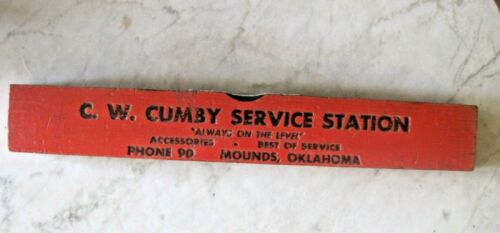 C. W. CUMBY SERVICE STATION
"ALWAYS ON THE LEVEL"
ACCESSORIES • BEST OF SERVICE
PHONE 90 MOUNDS, OKLAHOMA